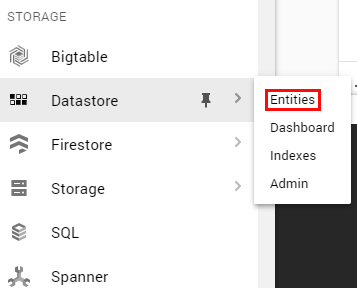 STORAGE
Bigtable
Datastore
Entities
Dashboard
Indexes
Admin
Firestore
Storage
SQL
Spanner